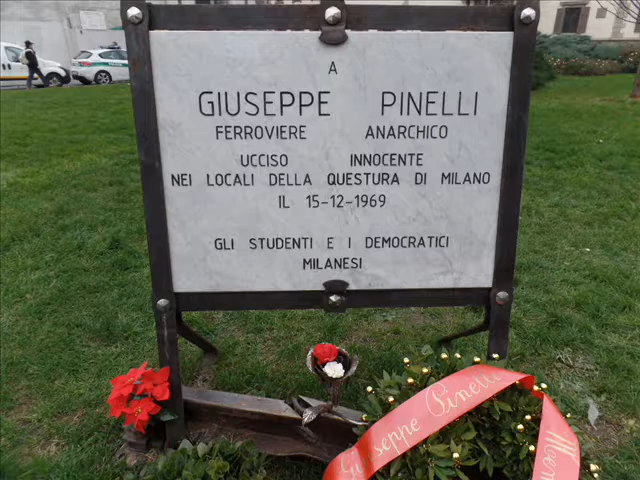 A
GIUSEPPE PINELLI
FERROVIERE ANARCHICO
UCCISO INNOCENTE
NEI LOCALI DELLA QUESTURA DI MILANO
IL 15-12-1969
GLI STUDENTI E I DEMOCRATICI
MILANESI
Giuseppe Pinelli